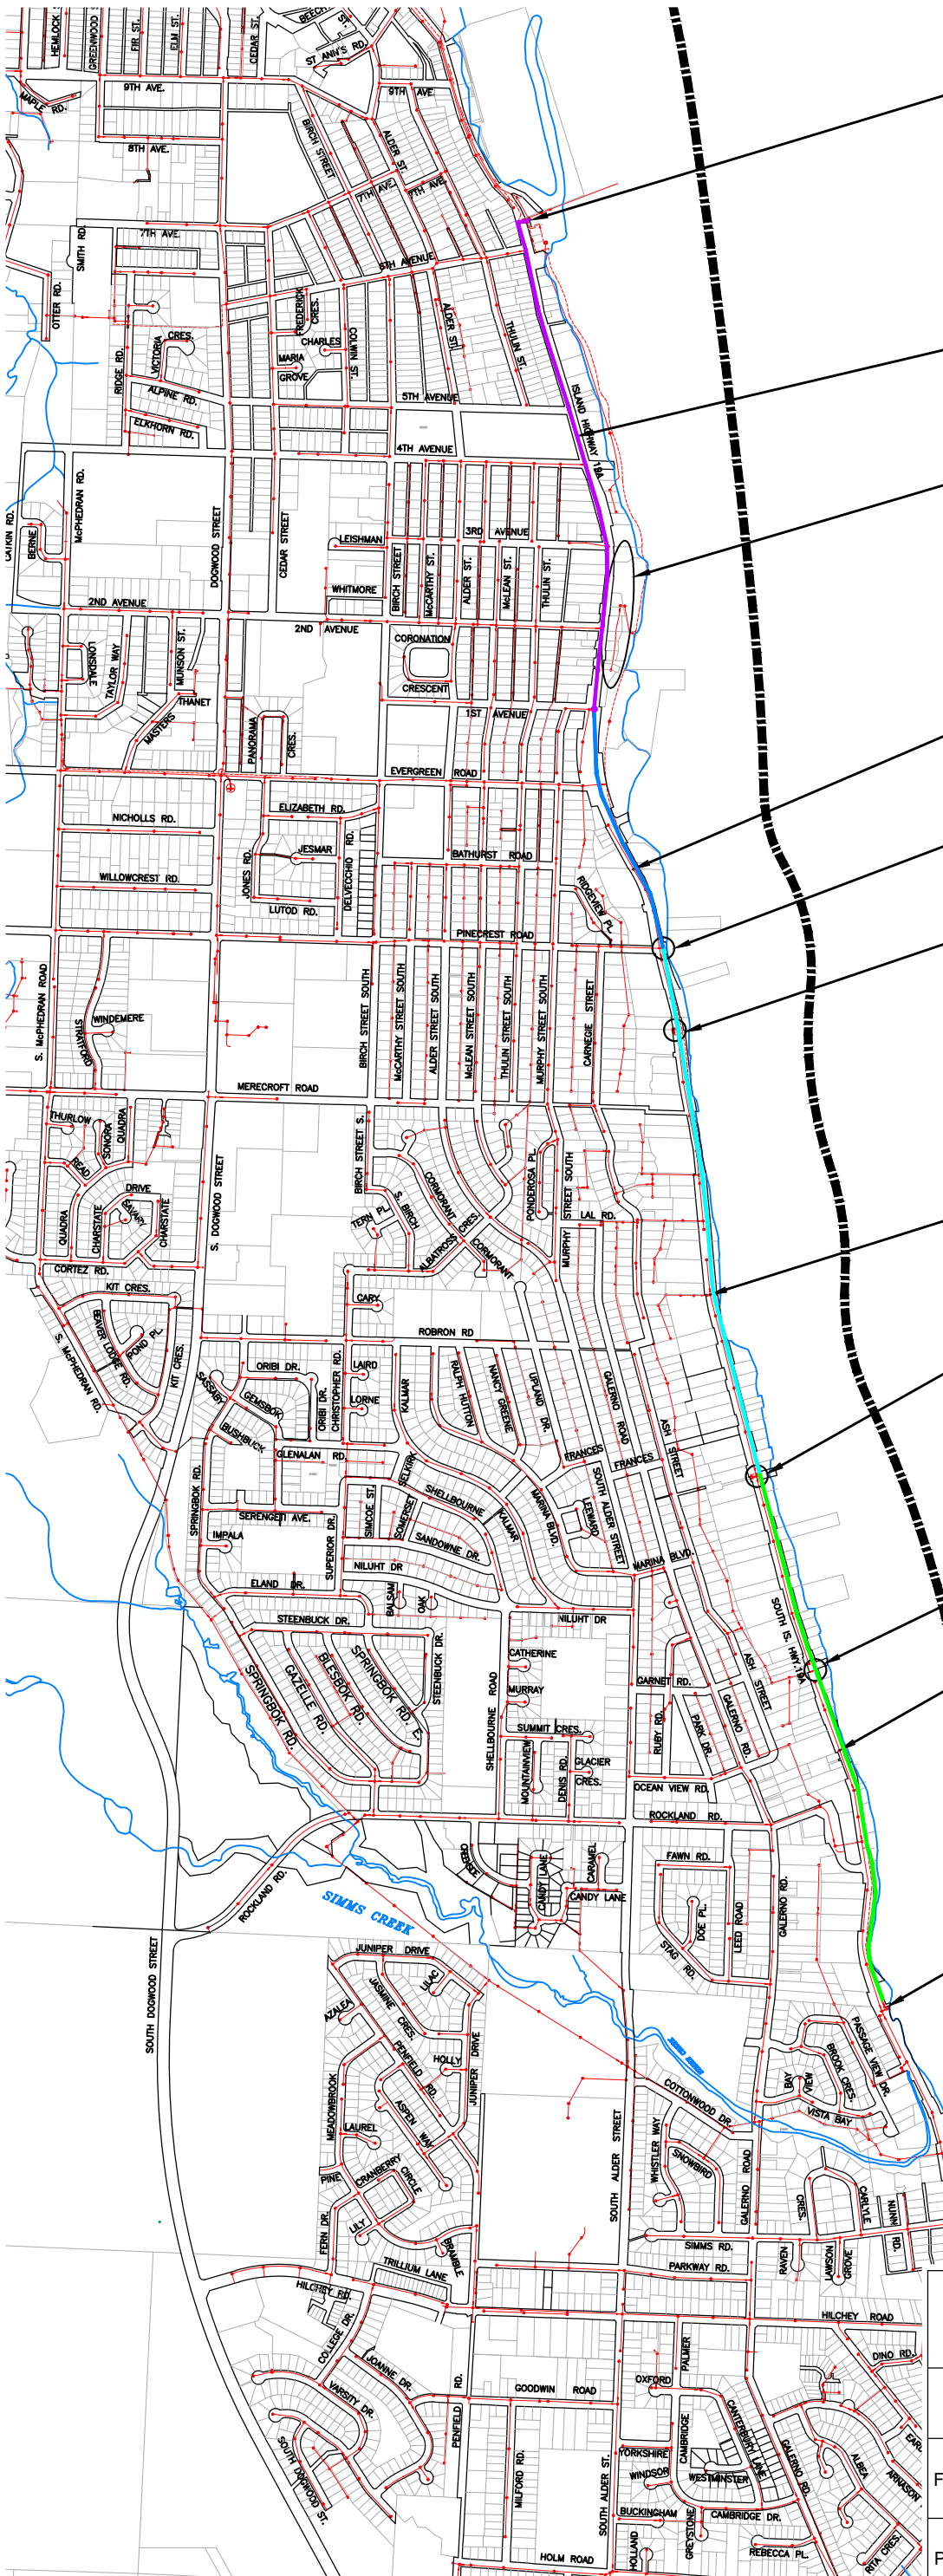 HEMLOCK S
GREENWOOD S
FIR ST.
ELM ST.
CEDAR ST.
BEECH
ST.
ST ANN'S RD.
9TH AVE.
9TH AVE
MAPLE RD.
8TH AVE.
BIRCH STREET
ALDER ST.
7TH AVE
7TH AVE
7TH AVE.
SMITH RD.
6TH AVENUE
OTTER RD.
RIDGE RD.
VICTORIA
CRES.
FREDERICK
CRES.
CHARLES
MARIA
GROVE
COLWIN ST.
ALDER ST.
THULIN ST.
ISLAND HIGHWAY 19A
ALPINE RD.
ELKHORN RD.
5TH AVENUE
4TH AVENUE
CATKIN RD.
BERNE
McPHEDRAN RD.
DOGWOOD STREET
CEDAR STREET
LEISHMAN
WHITMORE
BIRCH STREET
McCARTHY ST.
ALDER ST.
3RD AVENUE
McLEAN ST.
THULIN ST.
2ND AVENUE
2ND AVENUE
LONSDALE
TAYLOR WAY
MUNSON ST.
THANET
MASTERS
CORONATION
CRESCENT
PANORAMA
CRES.
1ST AVENUE
EVERGREEN ROAD
ELIZABETH RD.
NICHOLLS RD.
JESMAR
JONES RD.
DELVECCHIO RD.
LUTOD RD.
WILLOWCREST RD.
BATHURST ROAD
RIDGEVIEW PL.
PINECREST ROAD
S. McPHEDRAN ROAD
STRATFORD
WINDEMERE
BIRCH STREET SOUTH
McCARTHY STREET SOUTH
ALDER STREET SOUTH
McLEAN STREET SOUTH
THULIN STREET SOUTH
MURPHY STREET SOUTH
CARNEGIE STREET
MERECROFT ROAD
THURLOW
SONORA
QUADRA
READ
DRIVE
SAVARY
QUADRA
CHARSTATE
CHARSTATE
S. DOGWOOD STREET
BIRCH STREET S.
TERN PL.
S. BIRCH
CORMORANT
ALBATROSS CRES.
CORMORANT
PONDEROSA PL.
STREET SOUTH
MURPHY
LAL RD.
CORTEZ RD.
KIT CRES.
BEAVER LODGE RD.
POND PL.
S. McPHEDRAN RD.
KIT CRES.
CARY
ROBRON RD
ORIBI DR.
SASSABY
GEMSBOK
BUSHBUCK
ORIBI DR.
CHRISTOPHER RD.
LAIRD
LORNE
KALMAR
RALPH HUTTON
NANCY GREENE
UPLAND DR.
GALERNO ROAD
ASH STREET
FRANCES
FRANCES
GLENALAN RD.
SELKIRK
SHELLBOURNE
KALMAR
MARINA BLVD.
LEEWARD
SOUTH ALDER STREET
SPRINGBOK RD.
SERENGETI AVE.
IMPALA
SUPERIOR DR.
SIMCOE ST.
SOMERSET
SANDOWNE DR.
MARINA BLVD.
NILUHT DR
ELAND DR.
STEENBUCK DR.
BALSAM
OAK
NILUHT DR
SPRINGBOK RD.
GAZELLE RD.
BLESBOK RD.
SPRINGBOK RD. E.
STEENBUCK DR.
SHELLBOURNE ROAD
CATHERINE
MURRAY
SUMMIT CRES.
MOUNTAINVIEW
DENIS RD.
GLACIER
CRES.
GARNET RD.
RUBY RD.
PARK DR.
GALERNO RD.
ASH STREET
SOUTH IS. HWY.19A
OCEAN VIEW RD.
ROCKLAND RD.
GREENSIDE
CANDY LANE
CARAMEL
CANDY LANE
FAWN RD.
DOE PL.
LEED ROAD
GALERNO RD.
STAG RD.
ROCKLAND RD.
SIMMS CREEK
SOUTH DOGWOOD STREET
JUNIPER DRIVE
JASMINE
CRES.
LILAC
AZALEA
PENFIELD RD.
HOLLY
JUNIPER DRIVE
MEADOWBROOK
ASPEN WAY
LAUREL
PINE
CRANBERRY
CIRCLE
LILY
FERN DR.
BRAMBLE
TRILLIUM LANE
SIMMS CREEK
COTTONWOOD DR.
BAY
VIEW
BROOK CRES.
PASSAGE VIEW DR.
VISTA BAY
WHISTLER WAY
SNOWBIRD
SOUTH ALDER STREET
GALERNO ROAD
CRES.
CARLYLE
NUNN RD.
SIMMS RD.
PARKWAY RD.
RAVEN
LAWSON
GROVE
HILCHEY RD.
COLLEGE DR.
HILCHEY ROAD
JOANNE DR.
VARSITY DR.
SOUTH DOGWOOD ST.
PENFIELD RD.
GOODWIN ROAD
OXFORD
PALMER
DINO RD.
MILFORD RD.
SOUTH ALDER ST.
CAMBRIDGE
CANTERBURY LANE
GALERNO RD.
ALBEA
ARNASON
EARL
YORKSHIRE
WINDSOR
WESTMINSTER
BUCKINGHAM
GREYSTONE
CAMBRIDGE DR.
HOLLAND
HOLM ROAD
REBECCA PL.
RITA CRES.
F
P